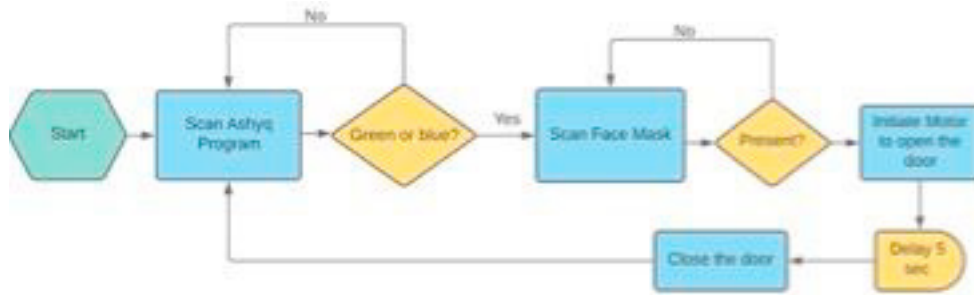 No
No
Start
Scan Ashyq
Program
Green or blue?
Yes
Scan Face Mask
Present?
Initiate Motor
to open the
door
Close the door
Delay 5
sec